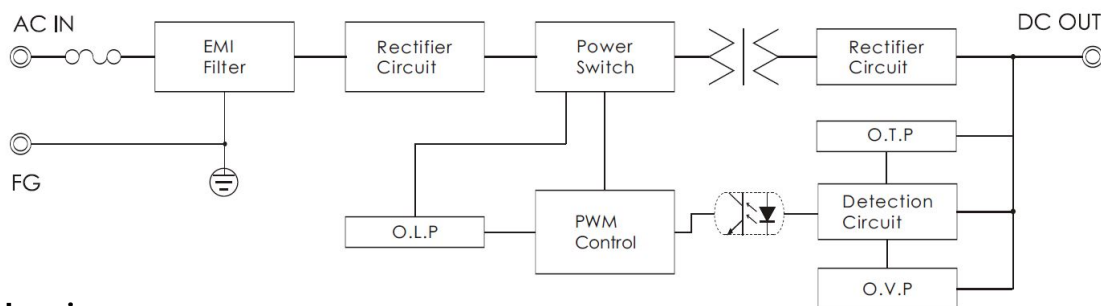 AC IN
DC OUT
EMI
Filter
Rectifier
Circuit
Power
Switch
Rectifier
Circuit
O.T.P
FG
Detection
Circuit
PWM
Control
O.L.P
O.V.P